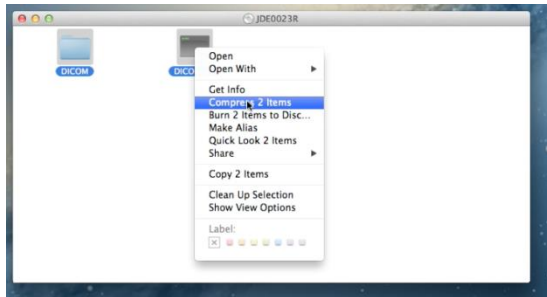 JDE0023R
DICOM
DICO
Open
Open With
Get Info
Compress 2 Items
Burn 2 Items to Disc...
Make Alias
Quick Look 2 Items
Share
Copy 2 Items
Clean Up Selection
Show View Options
Label: